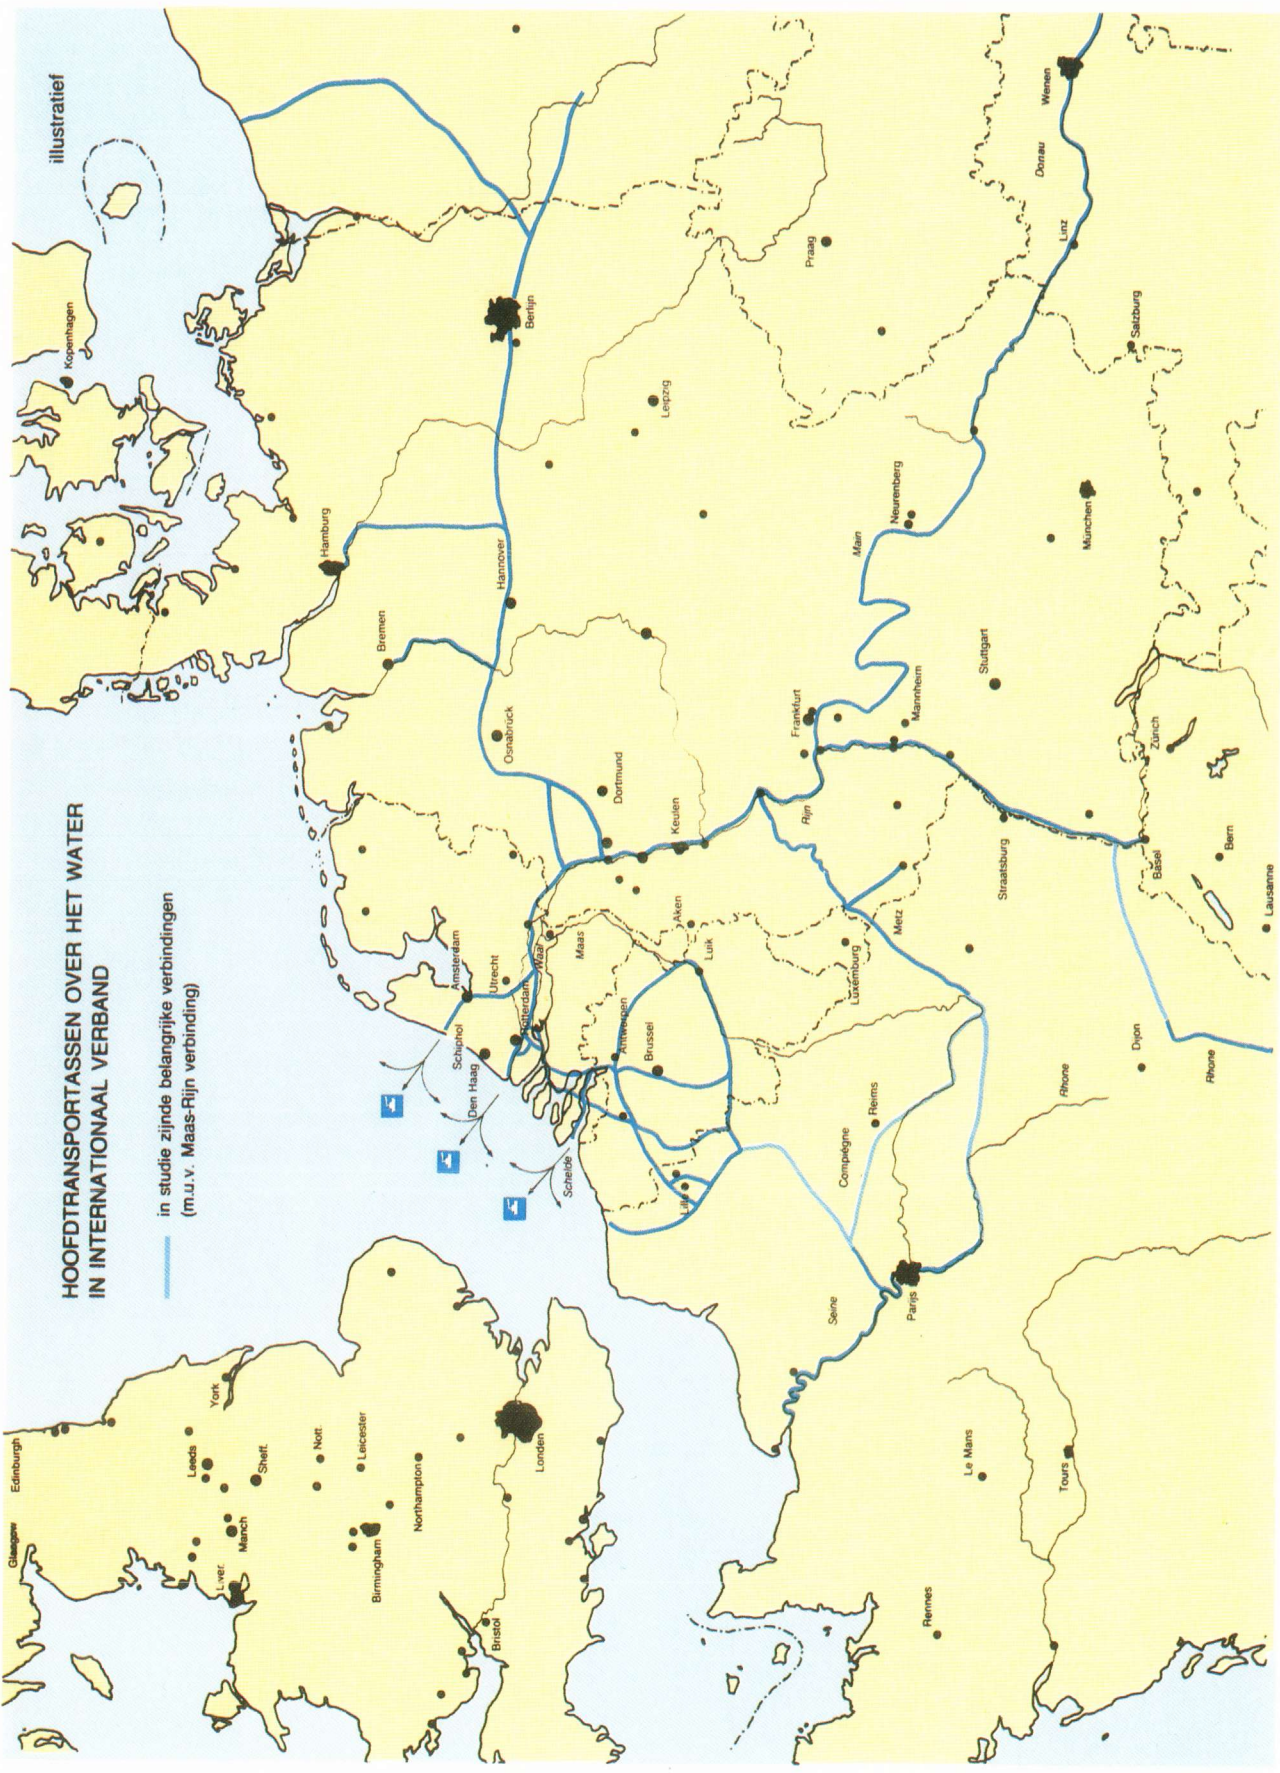 HOOFDTRANSPORTASSEN OVER HET WATER
IN INTERNATIONAAL VERBAND
in studie zijnde belangrijke verbindingen
(m.u.v. Maas-Rijn verbinding)
illustratief
Glasgow
Edinburgh
Kopenhagen
York
Leeds
Liver.
Manch
Sheff.
Nott.
Leicester
Birmingham
Northampton
Bristol
Londen
Hamburg
Bremen
Amsterdam
Utrecht
Schiphol
Den Haag
Rotterdam
Waal
Maas
Schelde
Osnabrück
Hannover
Berlijn
Dortmund
Antwerpen
Brussel
Keulen
Aken
Luik
Lille
Leipzig
Praag
Rijn
Frankfurt
Main
Neurenberg
Mannheim
Seine
Compiègne
Reims
Luxemburg
Metz
Parijs
Rennes
Le Mans
Tours
Rhone
Straatsburg
Stuttgart
München
Donau
Wenen
Linz
Salzburg
Dijon
Basel
Zürich
Rhone
Bern
Lausanne